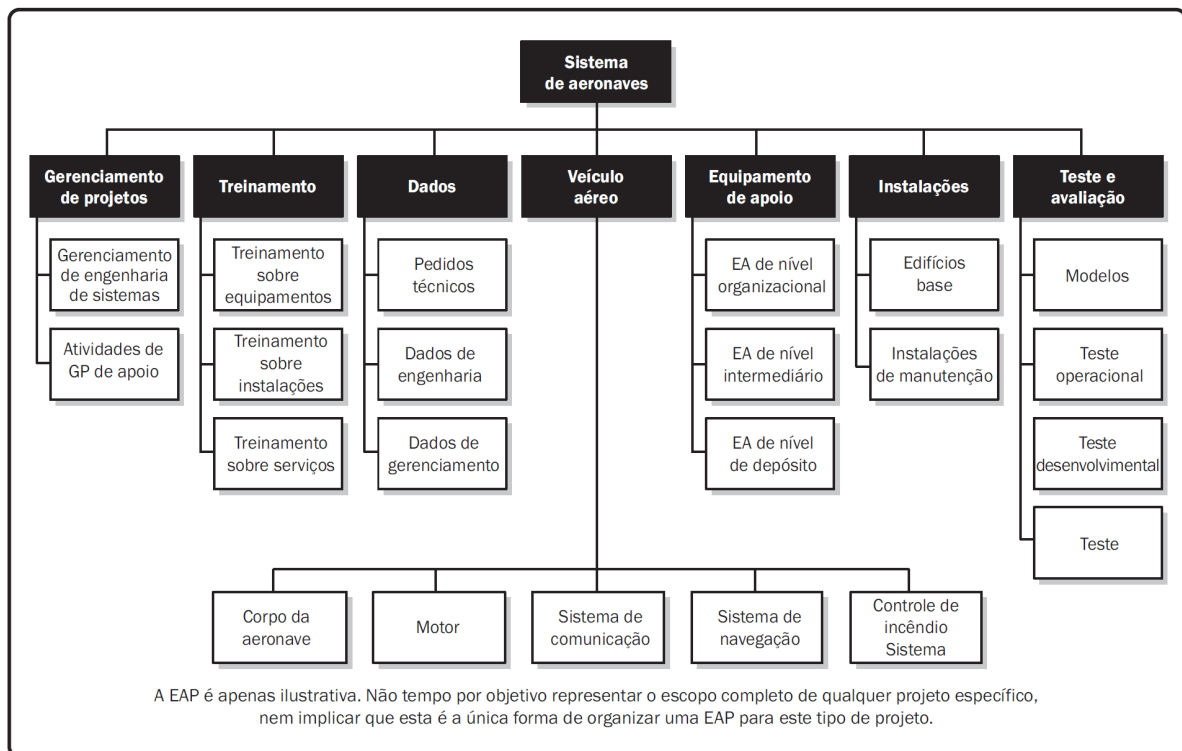 Sistema
de aeronaves
Gerenciamento
de projetos
Treinamento
Dados
Veículo
aéreo
Equipamento
de apoio
Instalações
Teste e
avaliação
Gerenciamento
de engenharia
de sistemas
Atividades de
GP de apoio
Treinamento
sobre
equipamentos
Treinamento
sobre
instalações
Treinamento
sobre serviços
Pedidos
técnicos
Dados de
engenharia
Dados de
gerenciamento
EA de nível
organizacional
EA de nível
intermediário
EA de nível
de depósito
Edifícios
base
Instalações
de manutenção
Modelos
Teste
operacional
Teste
desenvolvimental
Teste
Corpo da
aeronave
Motor
Sistema de
comunicação
Sistema de
navegação
Controle de
incêndio
Sistema
A EAP é apenas ilustrativa. Não tempo por objetivo representar o escopo completo de qualquer projeto específico,
nem implicar que esta é a única forma de organizar uma EAP para este tipo de projeto.